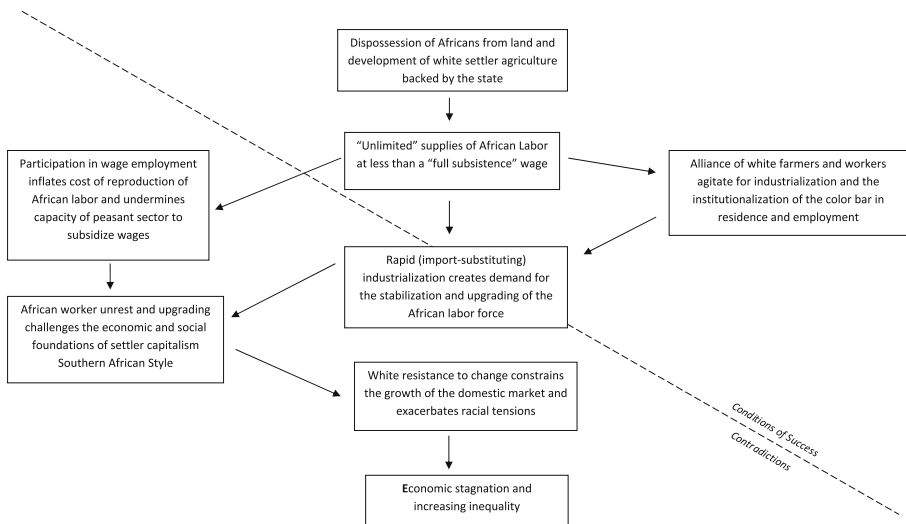 Dispossession of Africans from land and
development of white settler agriculture
backed by the state
“Unlimited” supplies of African Labor
at less than a “full subsistence” wage
Participation in wage employment
inflates cost of reproduction of
African labor and undermines
capacity of peasant sector to
subsidize wages
Alliance of white farmers and workers
agitate for industrialization and the
institutionalization of the color bar in
residence and employment
Rapid (import-substituting)
industrialization creates demand for
the stabilization and upgrading of the
African labor force
African worker unrest and upgrading
challenges the economic and social
foundations of settler capitalism
Southern African Style
White resistance to change constrains
the growth of the domestic market and
exacerbates racial tensions
Conditions of Success
Contradictions
Economic stagnation and
increasing inequality